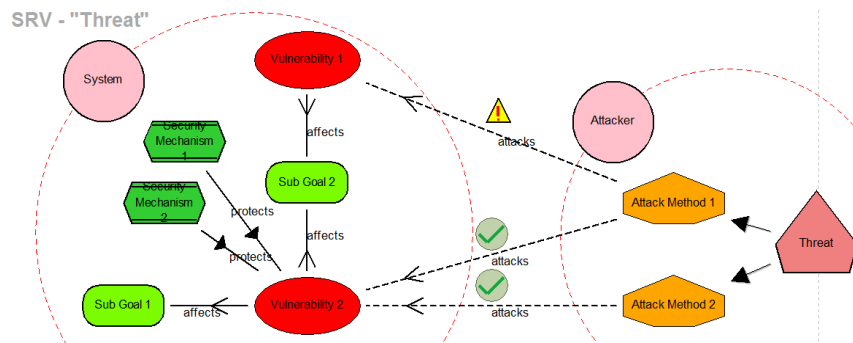 SRV - "Threat"
Vulnerability 1
System
Attacker
attacks
Security
Mechanism
1
affects
Sub Goal 2
Security
Mechanism
2
Attack Method 1
protects
affects
Threat
protects
attacks
Sub Goal 1
affects
Vulnerability 2
attacks
Attack Method 2